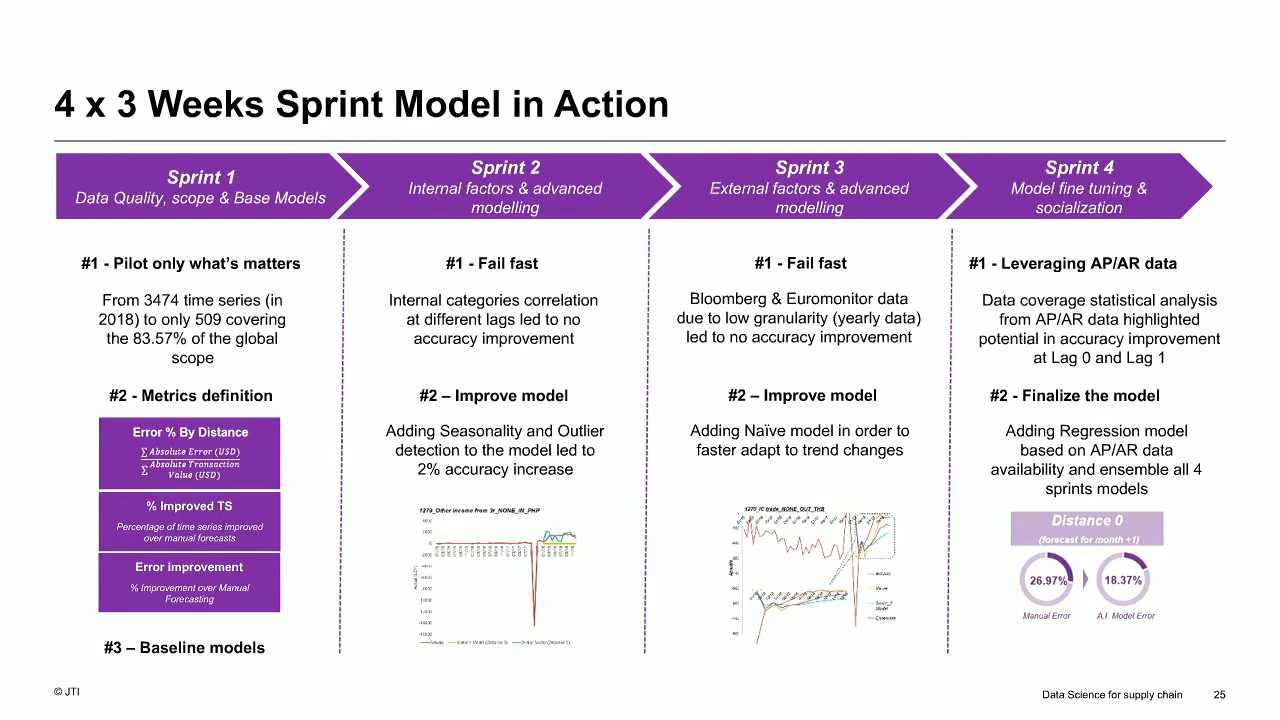 4 x 3 Weeks Sprint Model in Action
Sprint 1
Data Quality, scope & Base Models
Sprint 2
Internal factors & advanced
modelling
Sprint 3
External factors & advanced
modelling
Sprint 4
Model fine tuning &
socialization
#1 - Pilot only what’s matters
From 3474 time series (in
2018) to only 509 covering
the 83.57% of the global
scope
#2 - Metrics definition
Error % By Distance
∑ Absolute Error (USD)
∑ Absolute Transaction
Value (USD)
% Improved TS
Percentage of time series improved
over manual forecasts
Error improvement
% Improvement over Manual
Forecasting
#3 – Baseline models
#1 - Fail fast
Internal categories correlation
at different lags led to no
accuracy improvement
#2 – Improve model
Adding Seasonality and Outlier
detection to the model led to
2% accuracy increase
1279_Other income from 3r_NONE_IN_PHP
#1 - Fail fast
Bloomberg & Euromonitor data
due to low granularity (yearly data)
led to no accuracy improvement
#2 – Improve model
Adding Naïve model in order to
faster adapt to trend changes
1270_IC trade_NONE_OUT_THB
#1 - Leveraging AP/AR data
Data coverage statistical analysis
from AP/AR data highlighted
potential in accuracy improvement
at Lag 0 and Lag 1
#2 - Finalize the model
Adding Regression model
based on AP/AR data
availability and ensemble all 4
sprints models
Distance 0
(forecast for month +1)
26.97%
18.37%
Manual Error
A.I. Model Error
© JTI
Data Science for supply chain
25